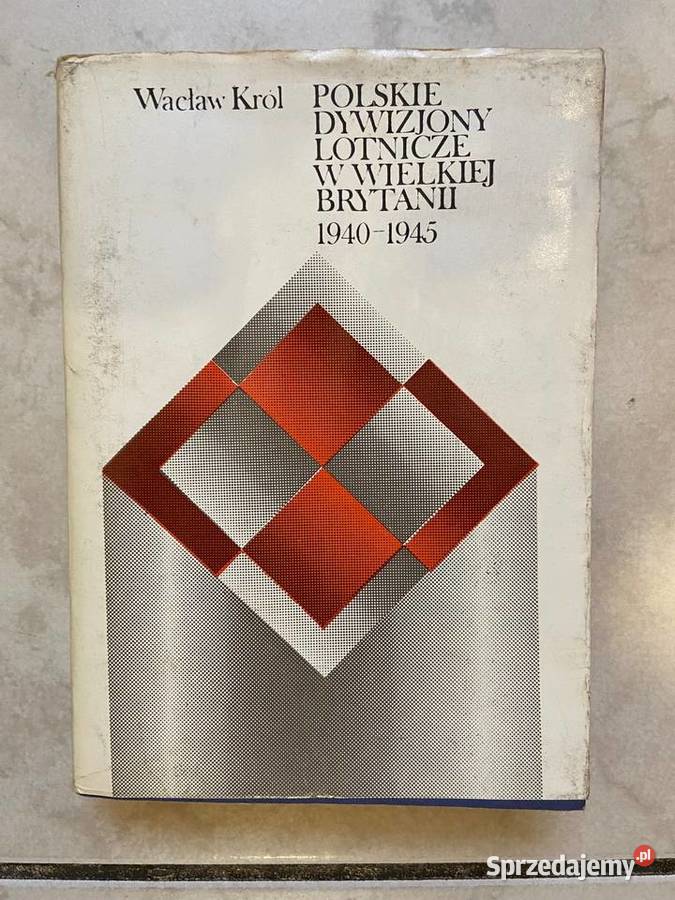 Wacław Król
POLSKIE
DYWIZJONY
LOTNICZE
W WIELKIEJ
BRYTANII
1940-1945
Sprzedajemy.pl